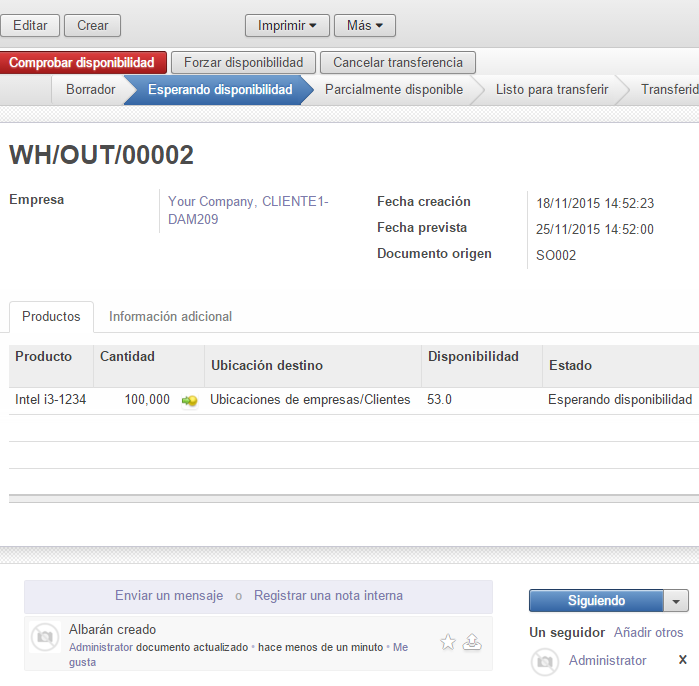 Editar Crear Imprimir Más
Comprobar disponibilidad Forzar disponibilidad Cancelar transferencia
Borrador Esperando disponibilidad Parcialmente disponible Listo para transferir Transferid
WH/OUT/00002
Empresa
Your Company, CLIENTE1-
DAM209
Fecha creación 18/11/2015 14:52:23
Fecha prevista 25/11/2015 14:52:00
Documento origen SO002
Productos Información adicional
Producto Cantidad Ubicación destino Disponibilidad Estado
Intel i3-1234 100,000 Ubicaciones de empresas/Clientes 53.0 Esperando disponibilidad
Enviar un mensaje o Registrar una nota interna
Albarán creado
Administrador documento actualizado • hace menos de un minuto • Me
gusta
Siguiendo
Un seguidor Añadir otros
Administrator X